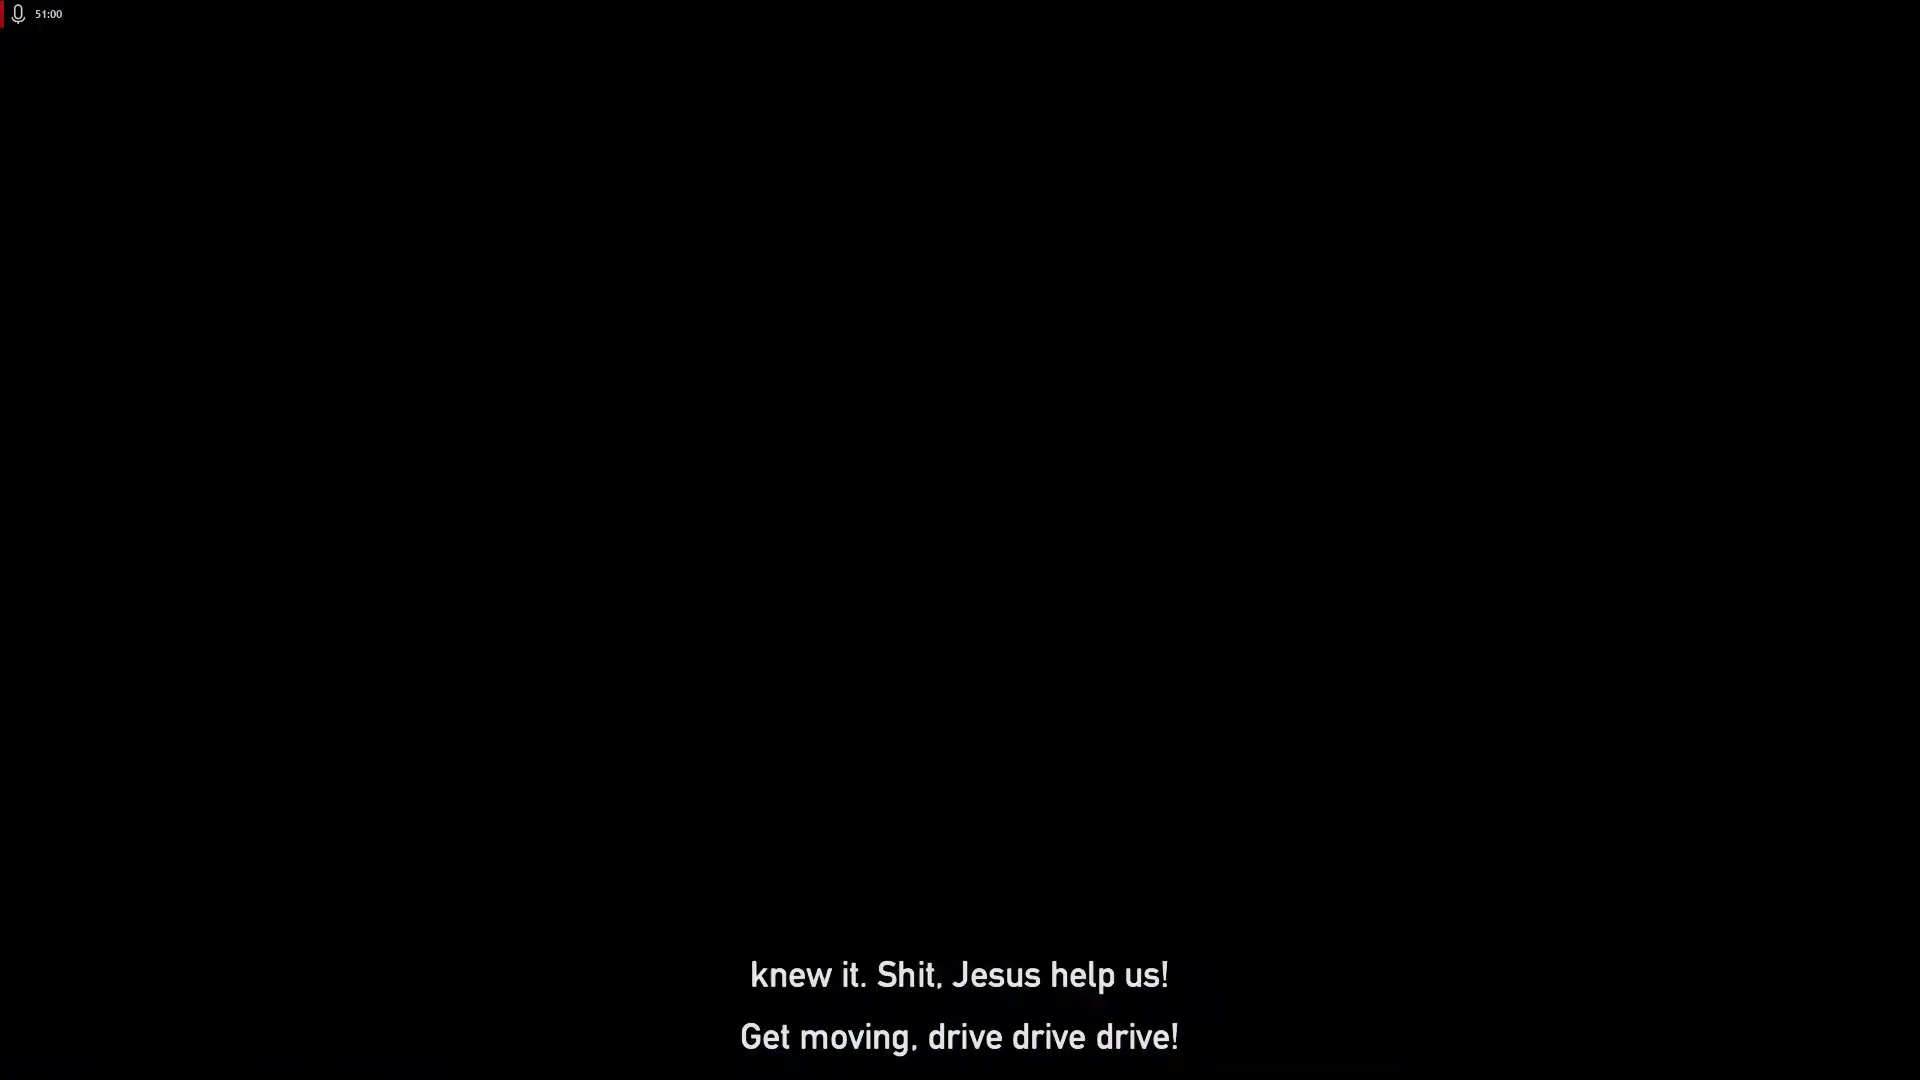 51:00
knew it. Shit, Jesus help us!
Get moving, drive drive drive!